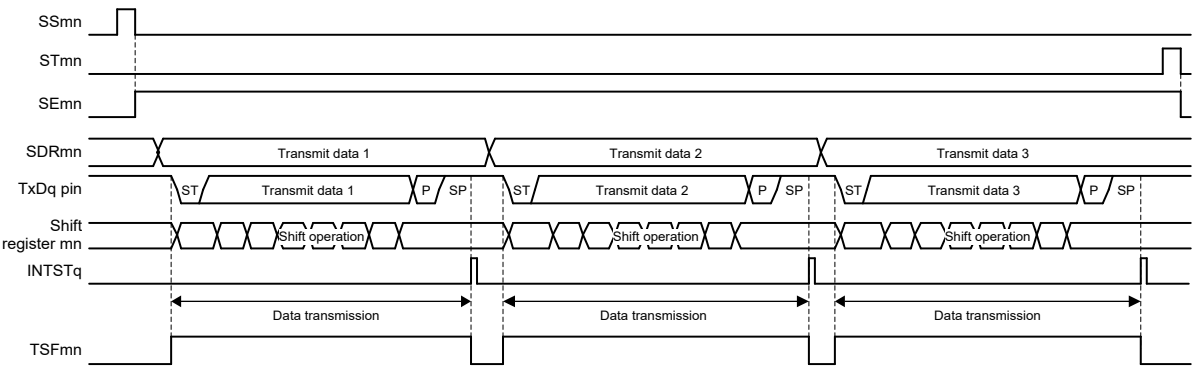 SSmn
STmn
SEmn
SDRmn Transmit data 1 Transmit data 2 Transmit data 3
TxDq pin ST Transmit data 1 P SP ST Transmit data 2 P SP ST Transmit data 3 P SP
Shift
register mn Shift operation Shift operation Shift operation
INTSTq
Data transmission Data transmission Data transmission
TSFmn